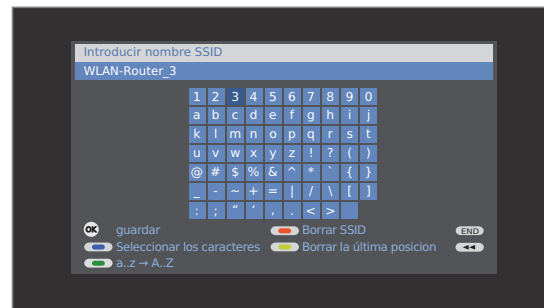 Introducir nombre SSID
WLAN-Router_3
1 2 3 4 5 6 7 8 9 0
a b c d e f g h i j
k l m n o p q r s t
u v w x y z ! ? ( )
@ # $ % & ^ * ` { }
_ - ~ + = | / \ [ ]
: ; “ ‘ , . < >
OK guardar Borrar SSID END
Seleccionar los caracteres Borrar la última posicion ◄◄
a..z → A..Z